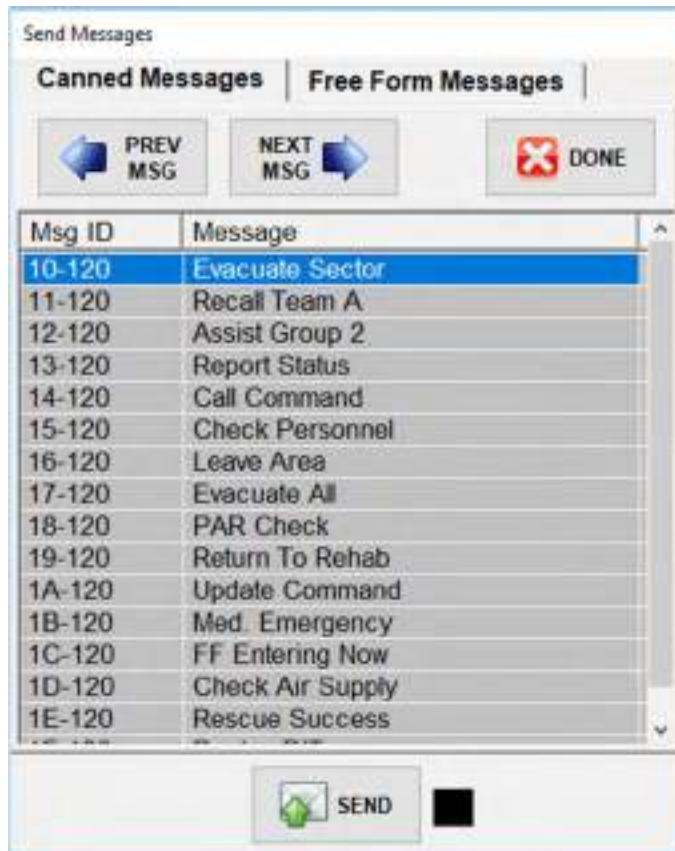 Send Messages
Canned Messages Free Form Messages
PREV MSG NEXT MSG DONE
Msg ID Message
10-120 Evacuate Sector
11-120 Recall Team A
12-120 Assist Group 2
13-120 Report Status
14-120 Call Command
15-120 Check Personnel
16-120 Leave Area
17-120 Evacuate All
18-120 PAR Check
19-120 Return To Rehab
1A-120 Update Command
1B-120 Med. Emergency
1C-120 FF Entering Now
1D-120 Check Air Supply
1E-120 Rescue Success
SEND